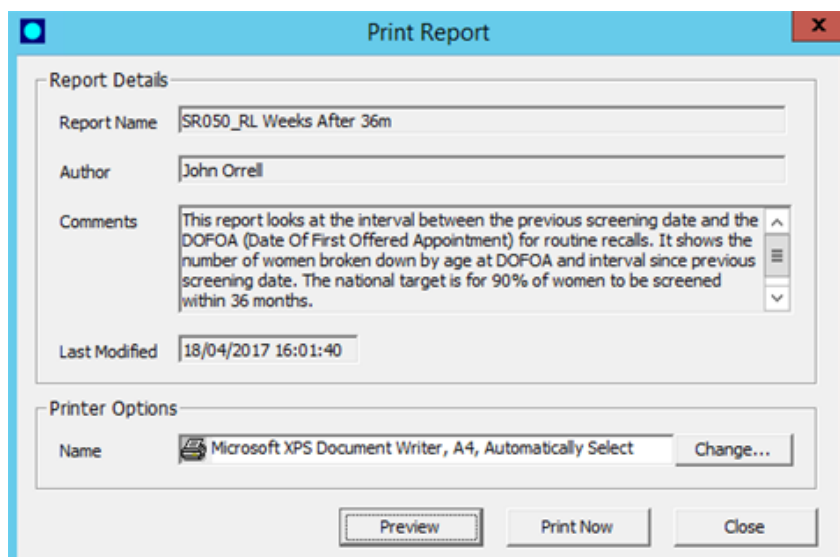 Print Report
x
Report Details
Report Name SR050_RL Weeks After 36m
Author John Orrell
Comments This report looks at the interval between the previous screening date and the
DOFOA (Date Of First Offered Appointment) for routine recalls. It shows the
number of women broken down by age at DOFOA and interval since previous
screening date. The national target is for 90% of women to be screened
within 36 months.
Last Modified 18/04/2017 16:01:40
Printer Options
Name Microsoft XPS Document Writer, A4, Automatically Select Change...
Preview Print Now Close